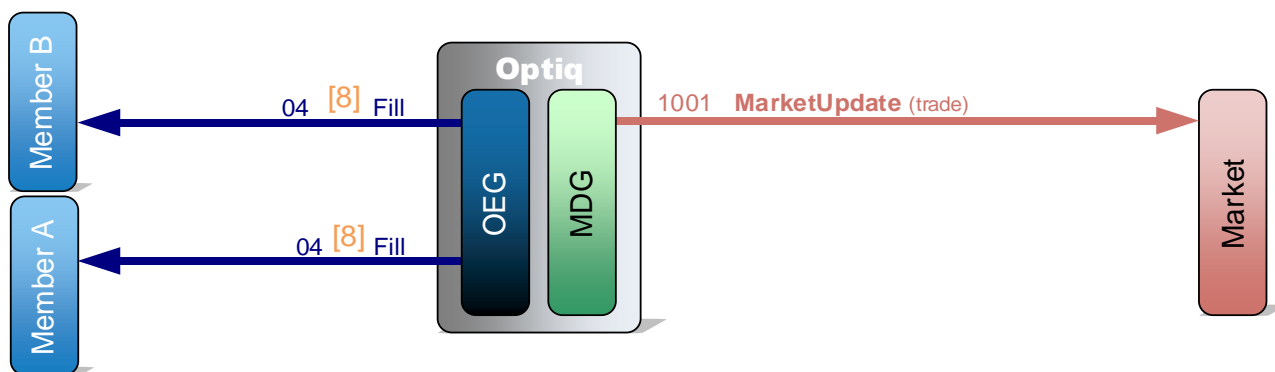 Member B
Optiq
04 [8] Fill
1001 MarketUpdate (trade)
OEG
MDG
Market
04 [8] Fill
Member A